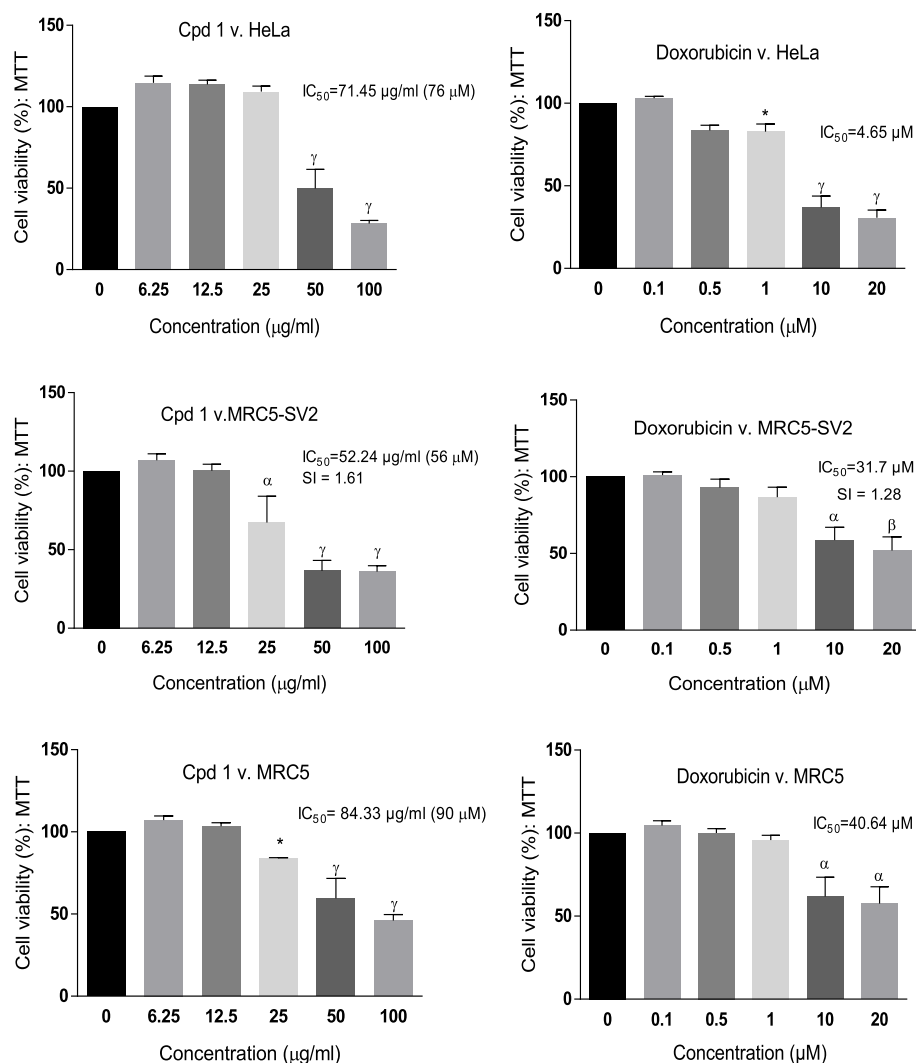 Cpd 1 v. HeLa
Cell viability (%): MTT
150
100
50
0
IC50=71.45 µg/ml (76 µM)
γ
γ
0 6.25 12.5 25 50 100
Concentration (µg/ml)
Doxorubicin v. HeLa
Cell viability (%): MTT
150
100
50
0
IC50=4.65 µM
*
γ
γ
0 0.1 0.5 1 10 20
Concentration (µM)
Cpd 1 v.MRC5-SV2
Cell viability (%): MTT
150
100
50
0
IC50=52.24 µg/ml (56 µM)
SI = 1.61
α
γ
γ
0 6.25 12.5 25 50 100
Concentration (µg/ml)
Doxorubicin v. MRC5-SV2
Cell viability (%): MTT
150
100
50
0
IC50=31.7 µM
SI = 1.28
α
β
0 0.1 0.5 1 10 20
Concentration (µM)
Cpd 1 v. MRC5
Cell viability (%): MTT
150
100
50
0
IC50= 84.33 µg/ml (90 µM)
*
γ
γ
0 6.25 12.5 25 50 100
Concentration (µg/ml)
Doxorubicin v. MRC5
Cell viability (%): MTT
150
100
50
0
IC50=40.64 µM
α
α
0 0.1 0.5 1 10 20
Concentration (µM)